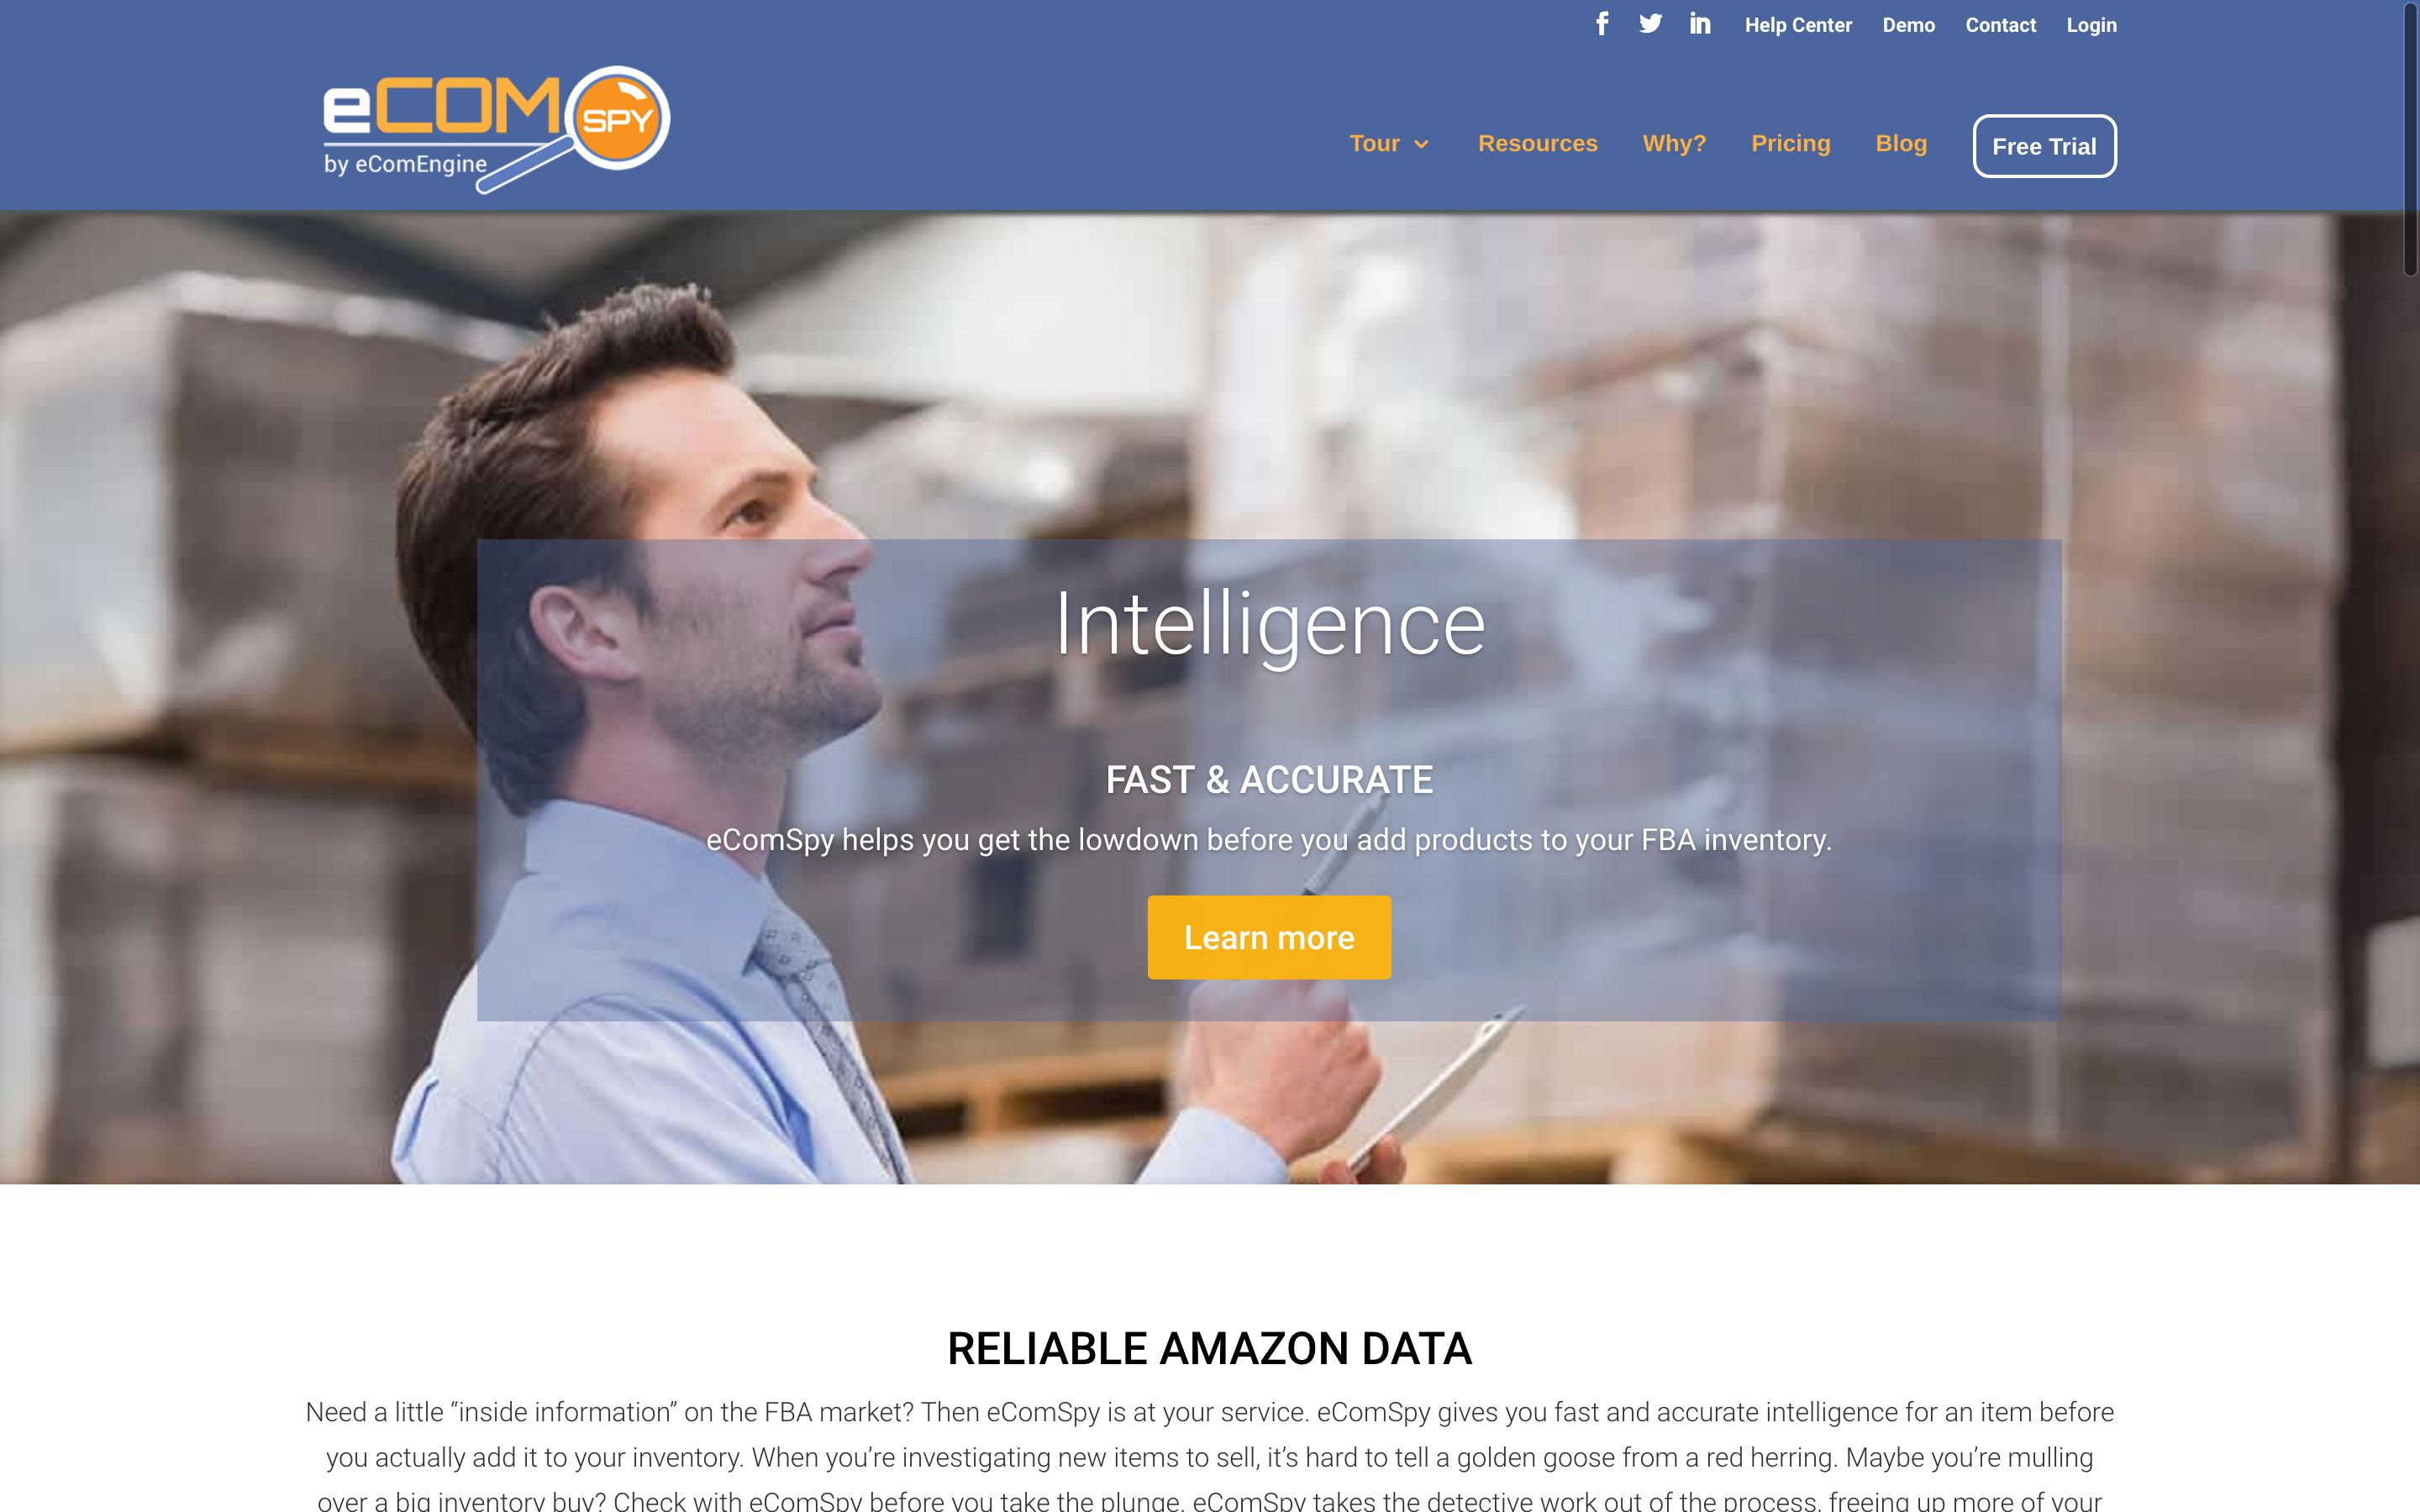 Help Center Demo Contact Login
eCOM SPY
by eComEngine
Tour Resources Why? Pricing Blog Free Trial
Intelligence
FAST & ACCURATE
eComSpy helps you get the lowdown before you add products to your FBA inventory.
Learn more
RELIABLE AMAZON DATA
Need a little “inside information” on the FBA market? Then eComSpy is at your service. eComSpy gives you fast and accurate intelligence for an item before
you actually add it to your inventory. When you’re investigating new items to sell, it’s hard to tell a golden goose from a red herring. Maybe you’re mulling
over a big inventory buy? Check with eComSpy before you take the plunge. eComSpy takes the detective work out of the process, freeing up more of your